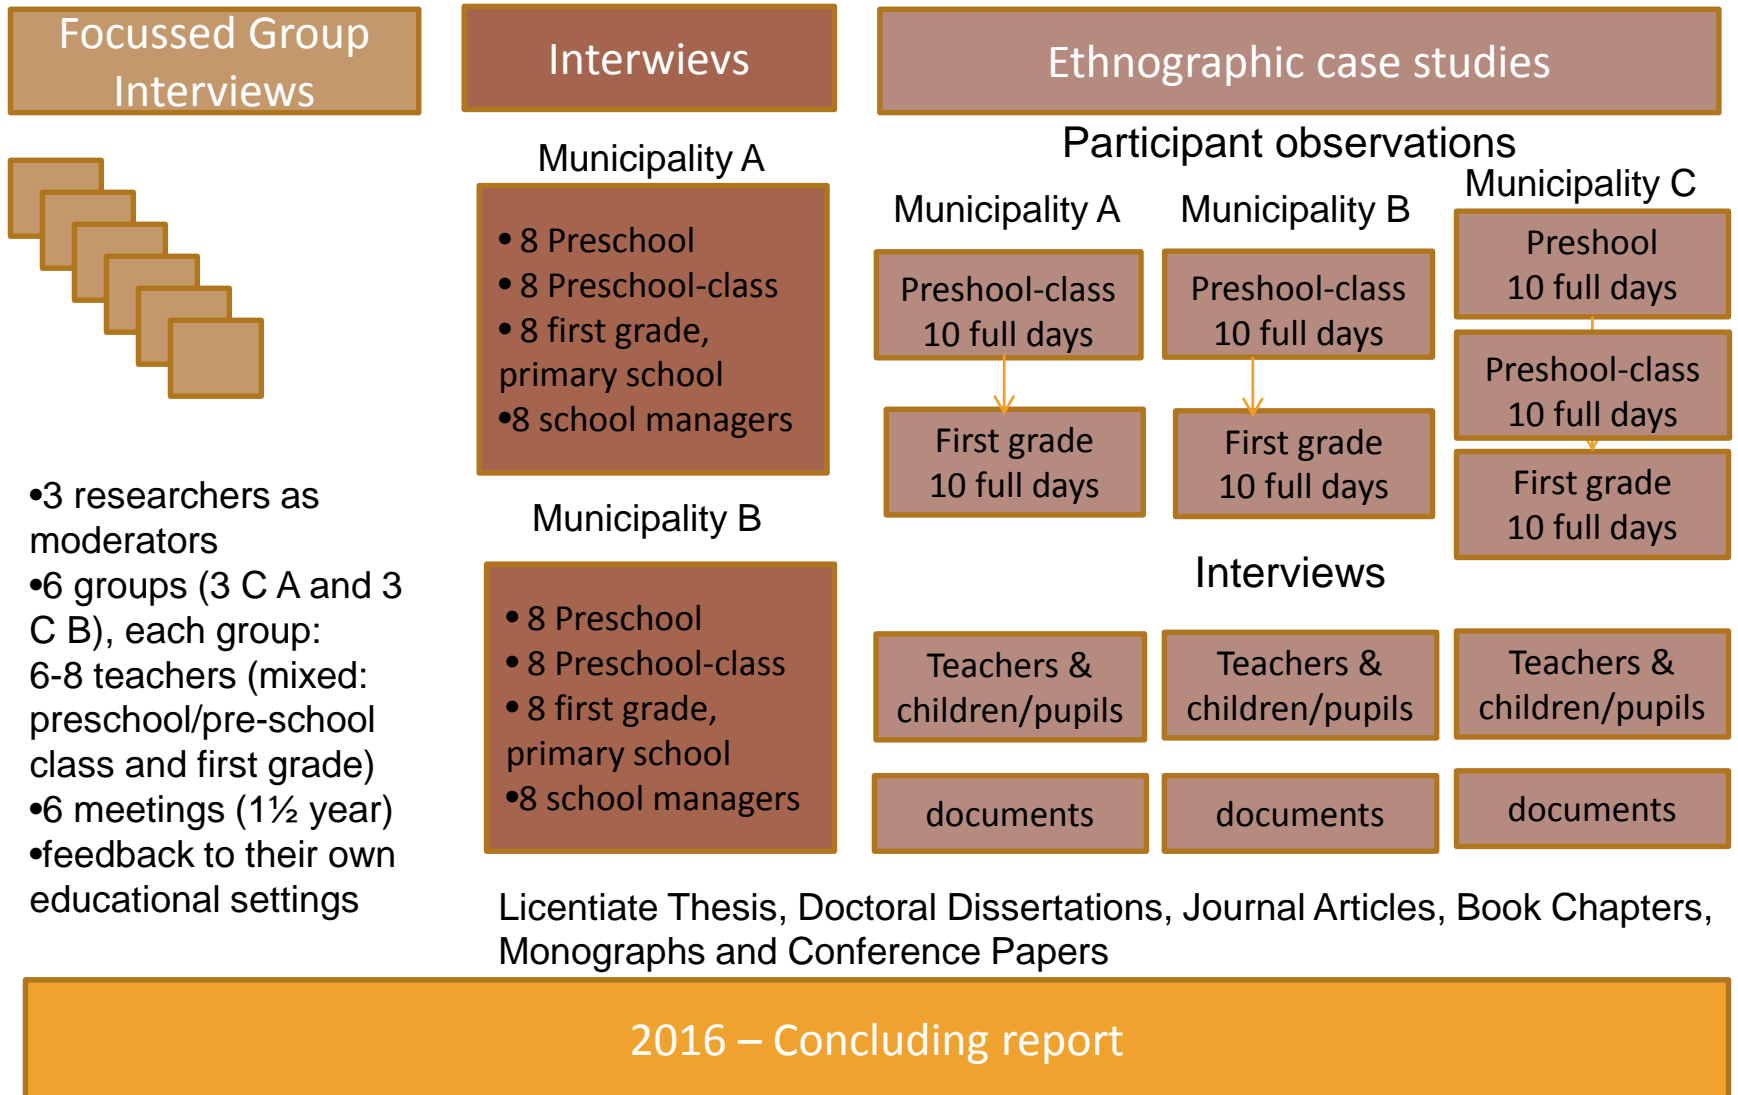 Focussed Group
Interviews
•3 researchers as
moderators
•6 groups (3 C A and 3
C B), each group:
6-8 teachers (mixed:
preschool/pre-school
class and first grade)
•6 meetings (1½ year)
•feedback to their own
educational settings
Interwievs
Municipality A
• 8 Preschool
• 8 Preschool-class
• 8 first grade,
primary school
•8 school managers
Municipality B
• 8 Preschool
• 8 Preschool-class
• 8 first grade,
primary school
•8 school managers
Ethnographic case studies
Participant observations
Municipality A
Preshool-class
10 full days
First grade
10 full days
Municipality B
Preshool-class
10 full days
First grade
10 full days
Municipality C
Preshool
10 full days
Preshool-class
10 full days
First grade
10 full days
Interviews
Teachers &
children/pupils
Teachers &
children/pupils
Teachers &
children/pupils
documents
documents
documents
Licentiate Thesis, Doctoral Dissertations, Journal Articles, Book Chapters,
Monographs and Conference Papers
2016 – Concluding report